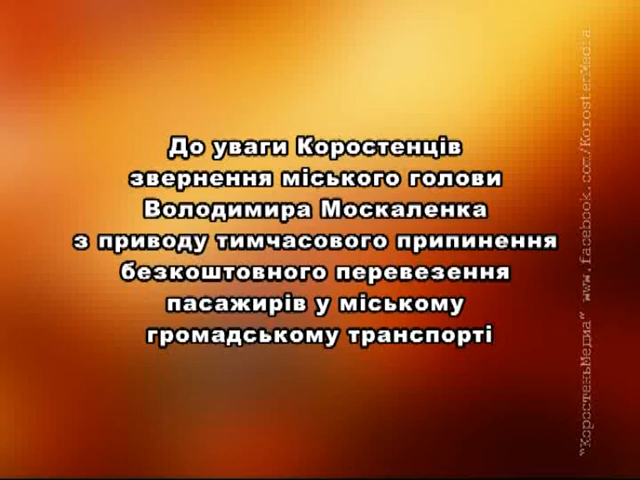 До уваги Коростенців
звернення міського голови
Володимира Москаленка
з приводу тимчасового припинення
безкоштовного перевезення
пасажирів у міському
громадському транспорті
"КоростеньМедиа" www.facebook.com/KorostenMedia